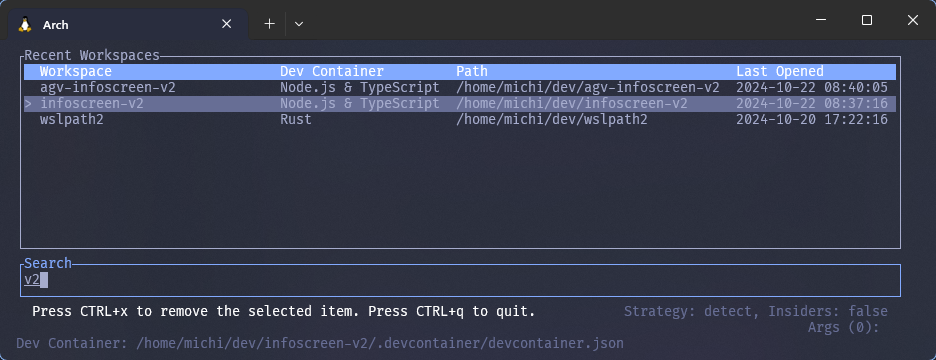 Arch
Recent Workspaces
Workspace Dev Container Path Last Opened
agv-infoscreen-v2 Node.js & TypeScript /home/michi/dev/agv-infoscreen-v2 2024-10-22 08:40:05
> infoscreen-v2 Node.js & TypeScript /home/michi/dev/infoscreen-v2 2024-10-22 08:37:16
wslpath2 Rust /home/michi/dev/wslpath2 2024-10-20 17:22:16
Search
v2
Press CTRL+x to remove the selected item. Press CTRL+q to quit. Strategy: detect, Insiders: false
Args (0):
Dev Container: /home/michi/dev/infoscreen-v2/.devcontainer/devcontainer.json